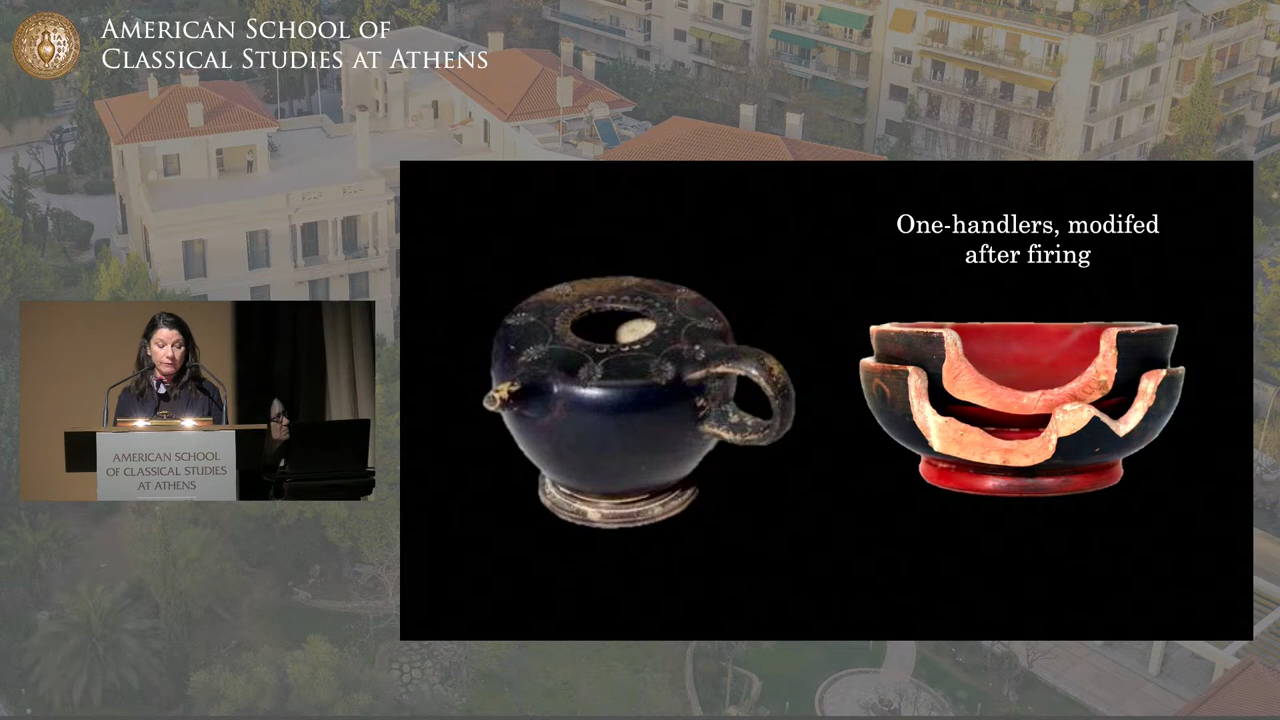 AMERICAN SCHOOL OF
CLASSICAL STUDIES AT ATHENS
One-handlers, modifed
after firing
AMERICAN SCHOOL
OF CLASSICAL STUDIES
AT ATHENS